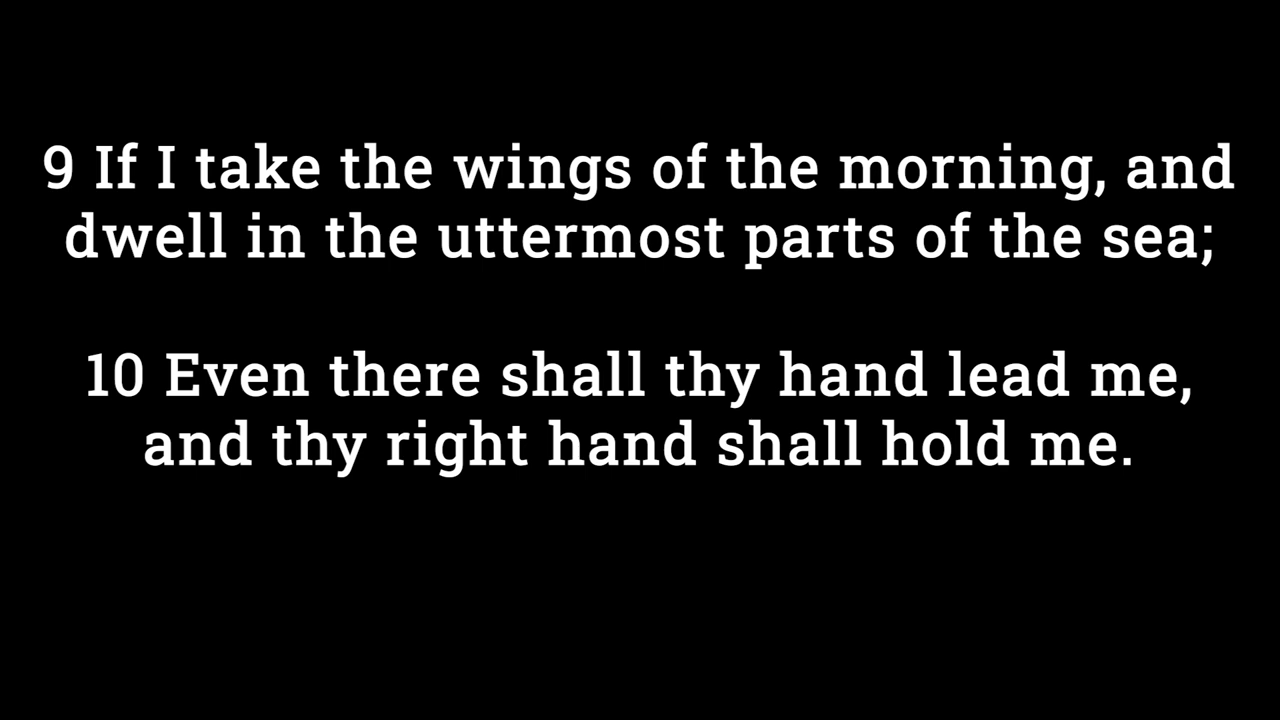 9 If I take the wings of the morning, and
dwell in the uttermost parts of the sea;
10 Even there shall thy hand lead me,
and thy right hand shall hold me.